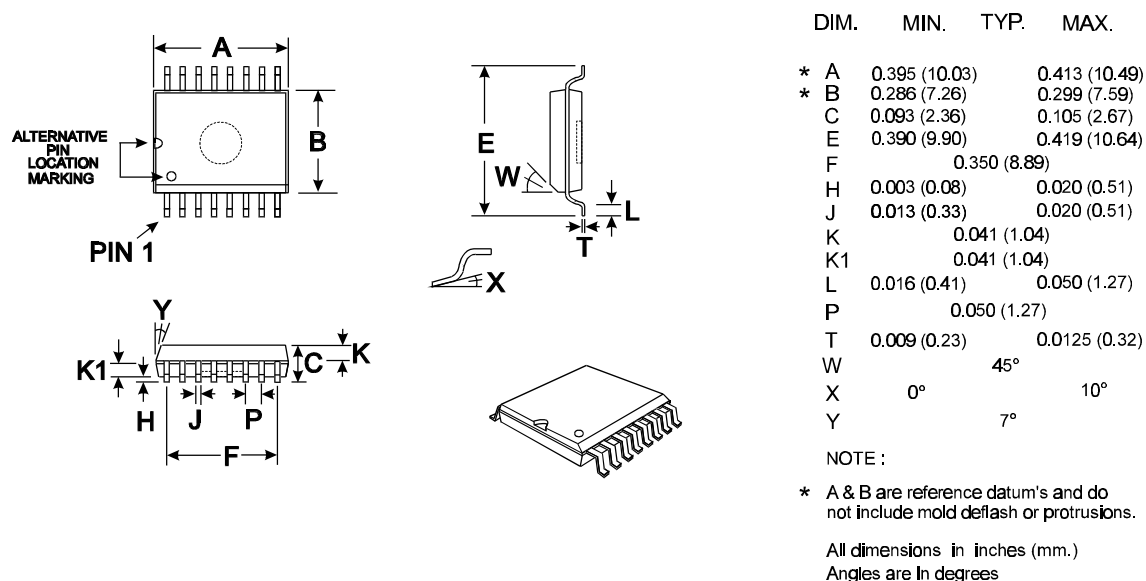 A
B
ALTERNATIVE
PIN
LOCATION
MARKING
PIN 1
E
W
L
T
X
Y
K
C
K1
H
J
P
F
DIM. MIN. TYP. MAX.
* A 0.395 (10.03) 0.413 (10.49)
* B 0.286 (7.26) 0.299 (7.59)
C 0.093 (2.36) 0.105 (2.67)
E 0.390 (9.90) 0.419 (10.64)
F 0.350 (8.89)
H 0.003 (0.08) 0.020 (0.51)
J 0.013 (0.33) 0.020 (0.51)
K 0.041 (1.04)
K1 0.041 (1.04)
L 0.016 (0.41) 0.050 (1.27)
P 0.050 (1.27)
T 0.009 (0.23) 0.0125 (0.32)
W 45°
X 0° 10°
Y 7°
NOTE :
* A & B are reference datum's and do
not include mold deflash or protrusions.
All dimensions in inches (mm.)
Angles are in degrees